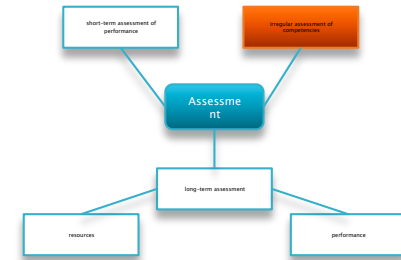 short-term assessment of
performance
irregular assessment of
competencies
Assessme
nt
long-term assessment
resources
performance